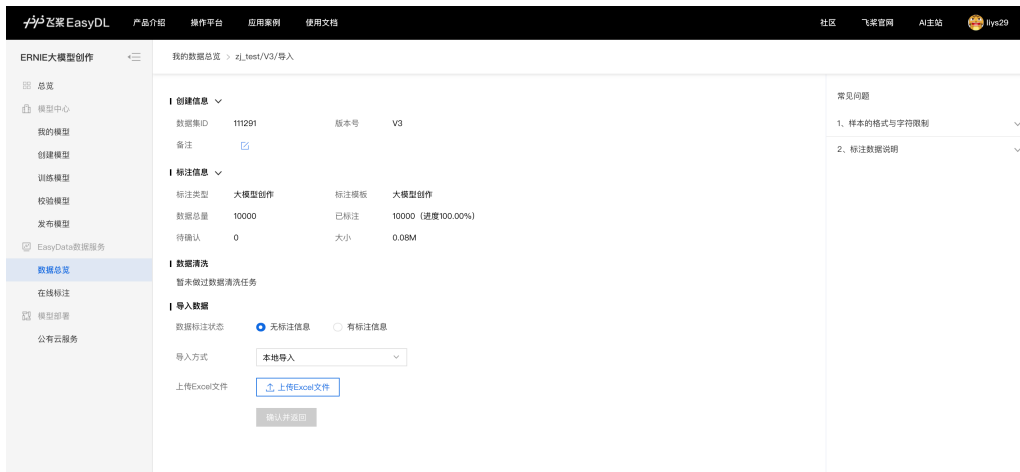 飞桨 EasyDL 产品介绍 操作平台 应用案例 使用文档 社区 飞桨官网 AI主站 liys29
ERNIE大模型创作
总览
模型中心
我的模型
创建模型
训练模型
校验模型
发布模型
EasyData数据服务
数据总览
在线标注
模型部署
公有云服务
我的数据总览 > zj_test/V3/导入
创建信息
数据集ID 111291 版本号 V3
备注
标注信息
标注类型 大模型创作 标注模板 大模型创作
数据总量 10000 已标注 10000（进度100.00%）
待确认 0 大小 0.08M
数据清洗
暂未做过数据清洗任务
导入数据
数据标注状态 无标注信息 有标注信息
导入方式 本地导入
上传Excel文件 上传Excel文件
确认并返回
常见问题
1、样本的格式与字符限制
2、标注数据说明